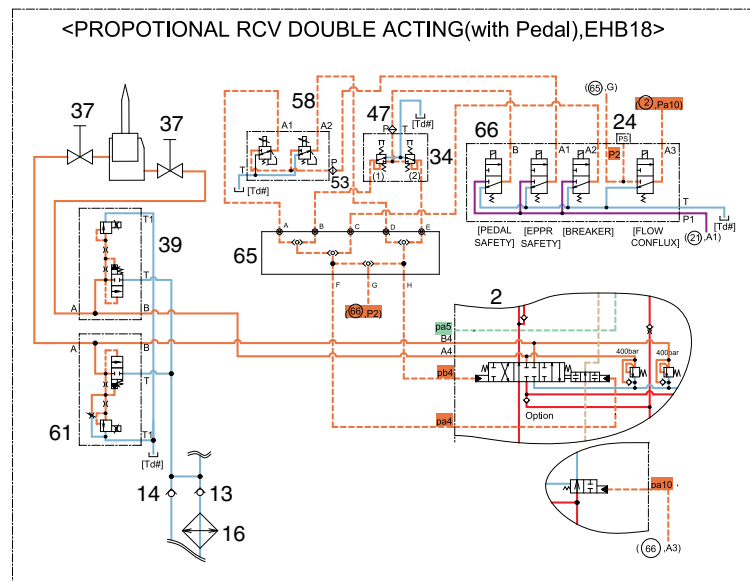 <PROPOTIONAL RCV DOUBLE ACTING(with Pedal),EHB18>
37
37
58
A1 A2
T
P
53
[Td#]
47
P T
[Td#]
34
(1) (2)
(65,G)
(2,Pa10)
24
[PS]
66
B A1 A2 P2 A3
T
P1
[Td#]
(21,A1)
[PEDAL SAFETY]
[EPPR SAFETY]
[BREAKER]
[FLOW CONFLUX]
A B C D E
65
F G H
(66,P2)
39
T1
T
A B
A B
T
T1
61
[Td#]
14
13
16
2
pa5
B4
A4
pb4
pa4
400bar
400bar
Option
pa10
(66,A3)